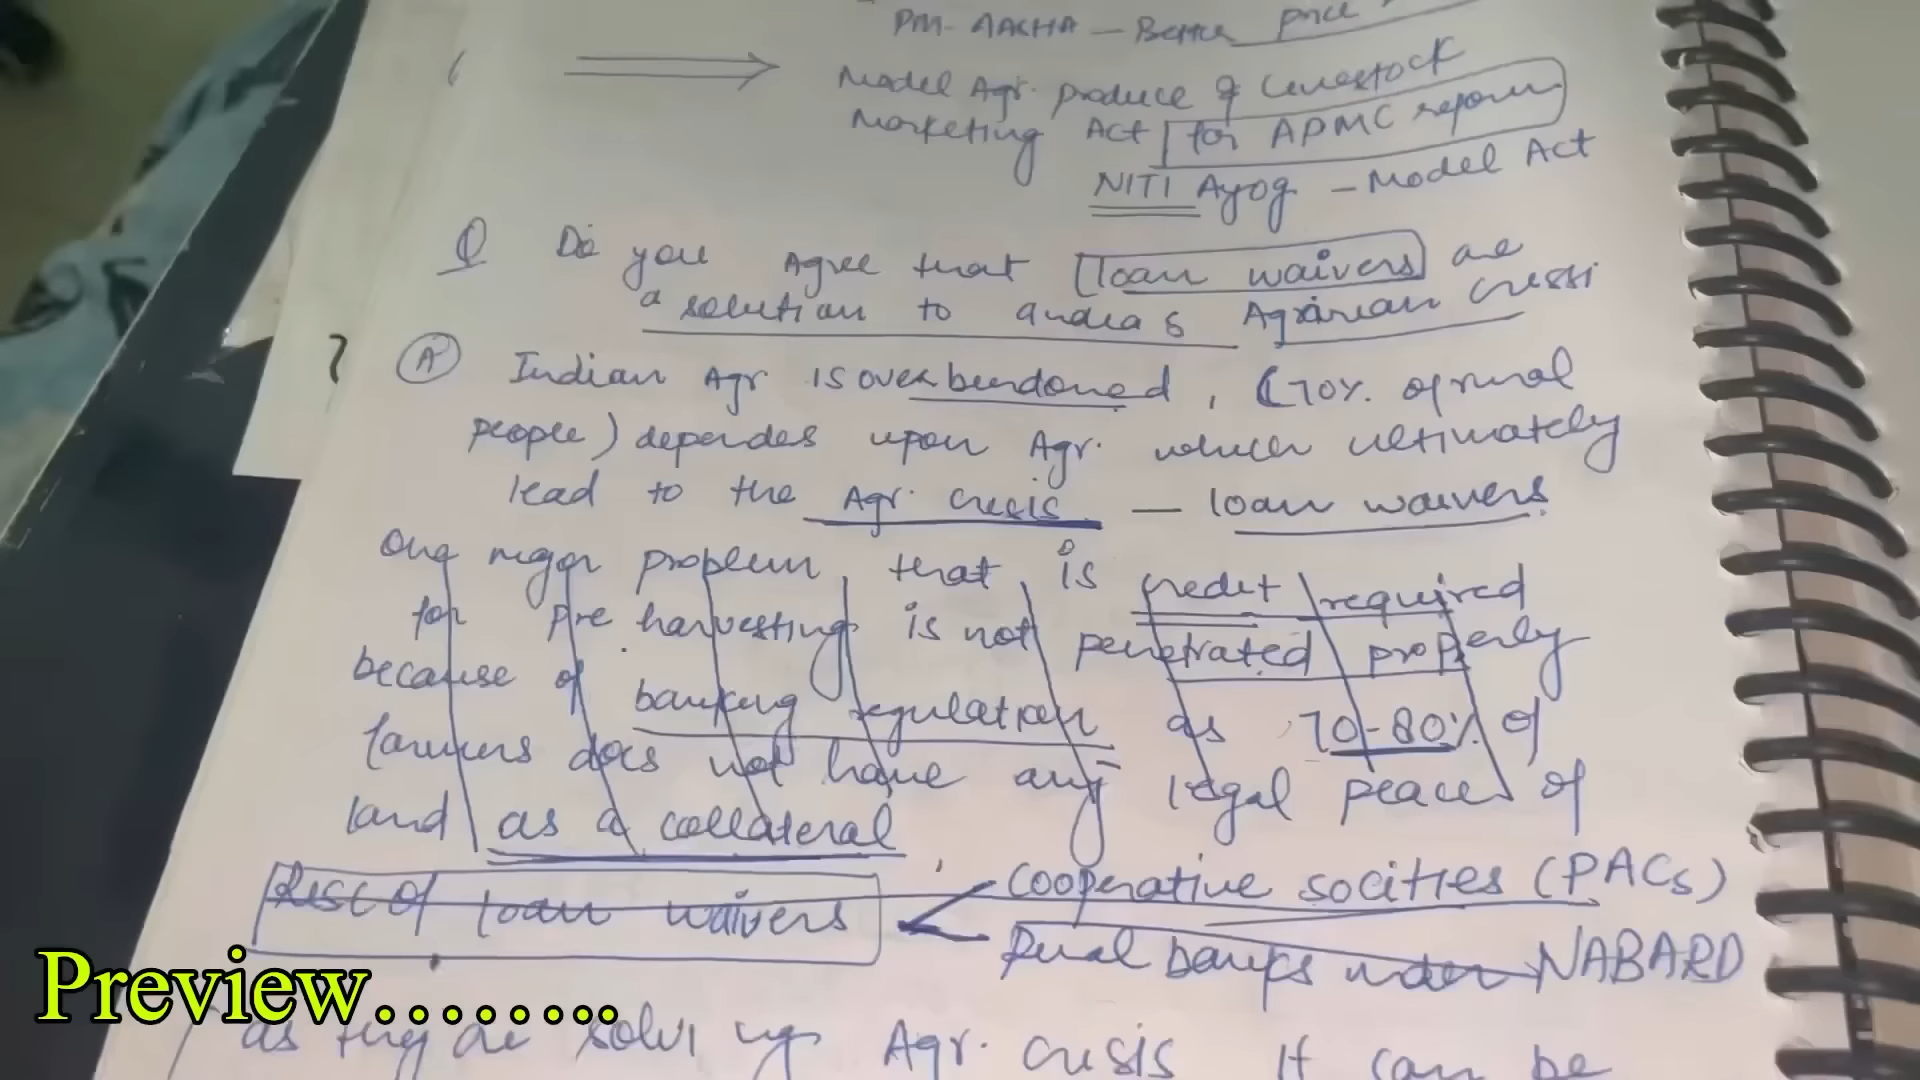 PM-AASHA – Better price
Model Agr. produce & livestock
Marketing Act for APMC reform
NITI Ayog – Model Act
Q Do you Agree that loan waivers are
a solution to andias Agrarian crissi
A Indian Agr is overburdoned, (70% of rural
people) dependes upon Agr. which ultimately
lead to the Agr. crisis – loan waivers
One major problem that is credit required
for pre harvesting is not penetrated properly
because of banking regulation as 70-80% of
farmers does not have any legal peace of
land as a collateral
Rise of loan waivers
Cooperative socities (PACs)
Rural banks under NABARD
as they are solving Agr. crisis it can be
Preview.........